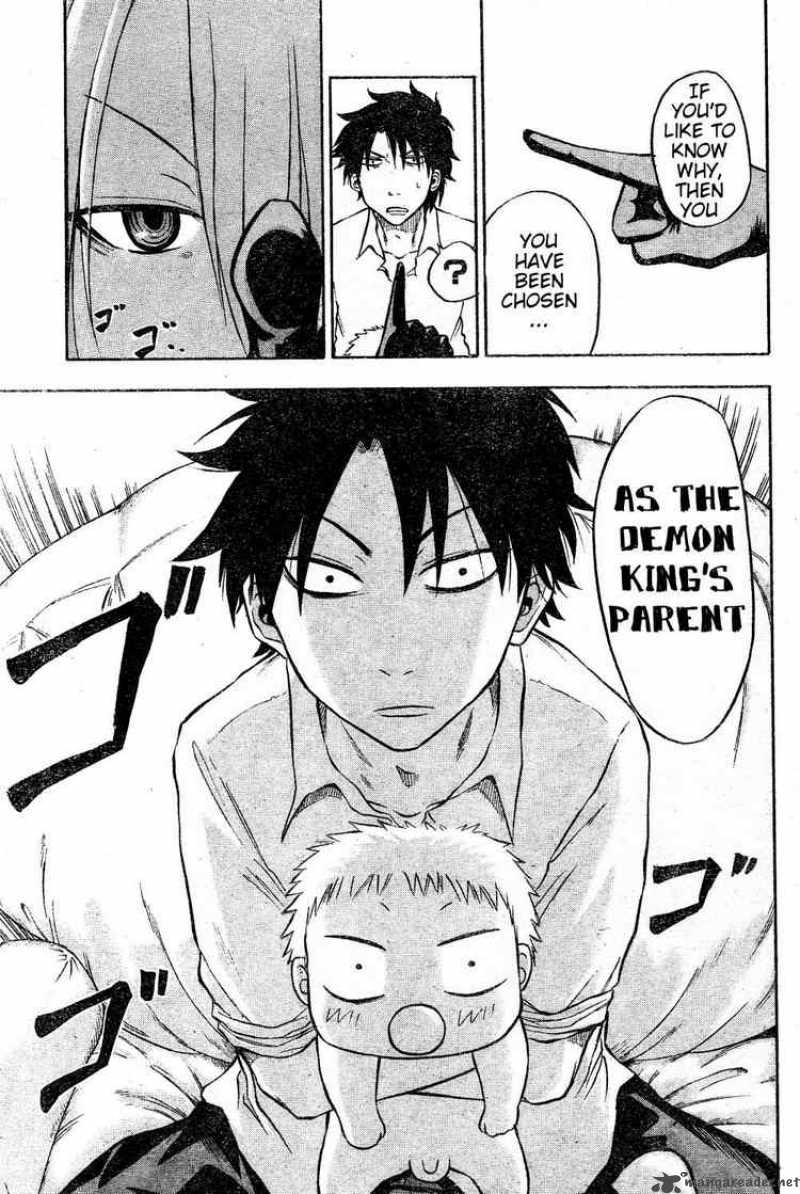 IF
YOU'D
LIKE TO
KNOW
WHY,
THEN
YOU
YOU
HAVE
BEEN
CHOSEN
...
?
ゴ
ゴ
AS THE
DEMON
KING'S
PARENT
ゴ
ゴ
ゴ
mangareader.net